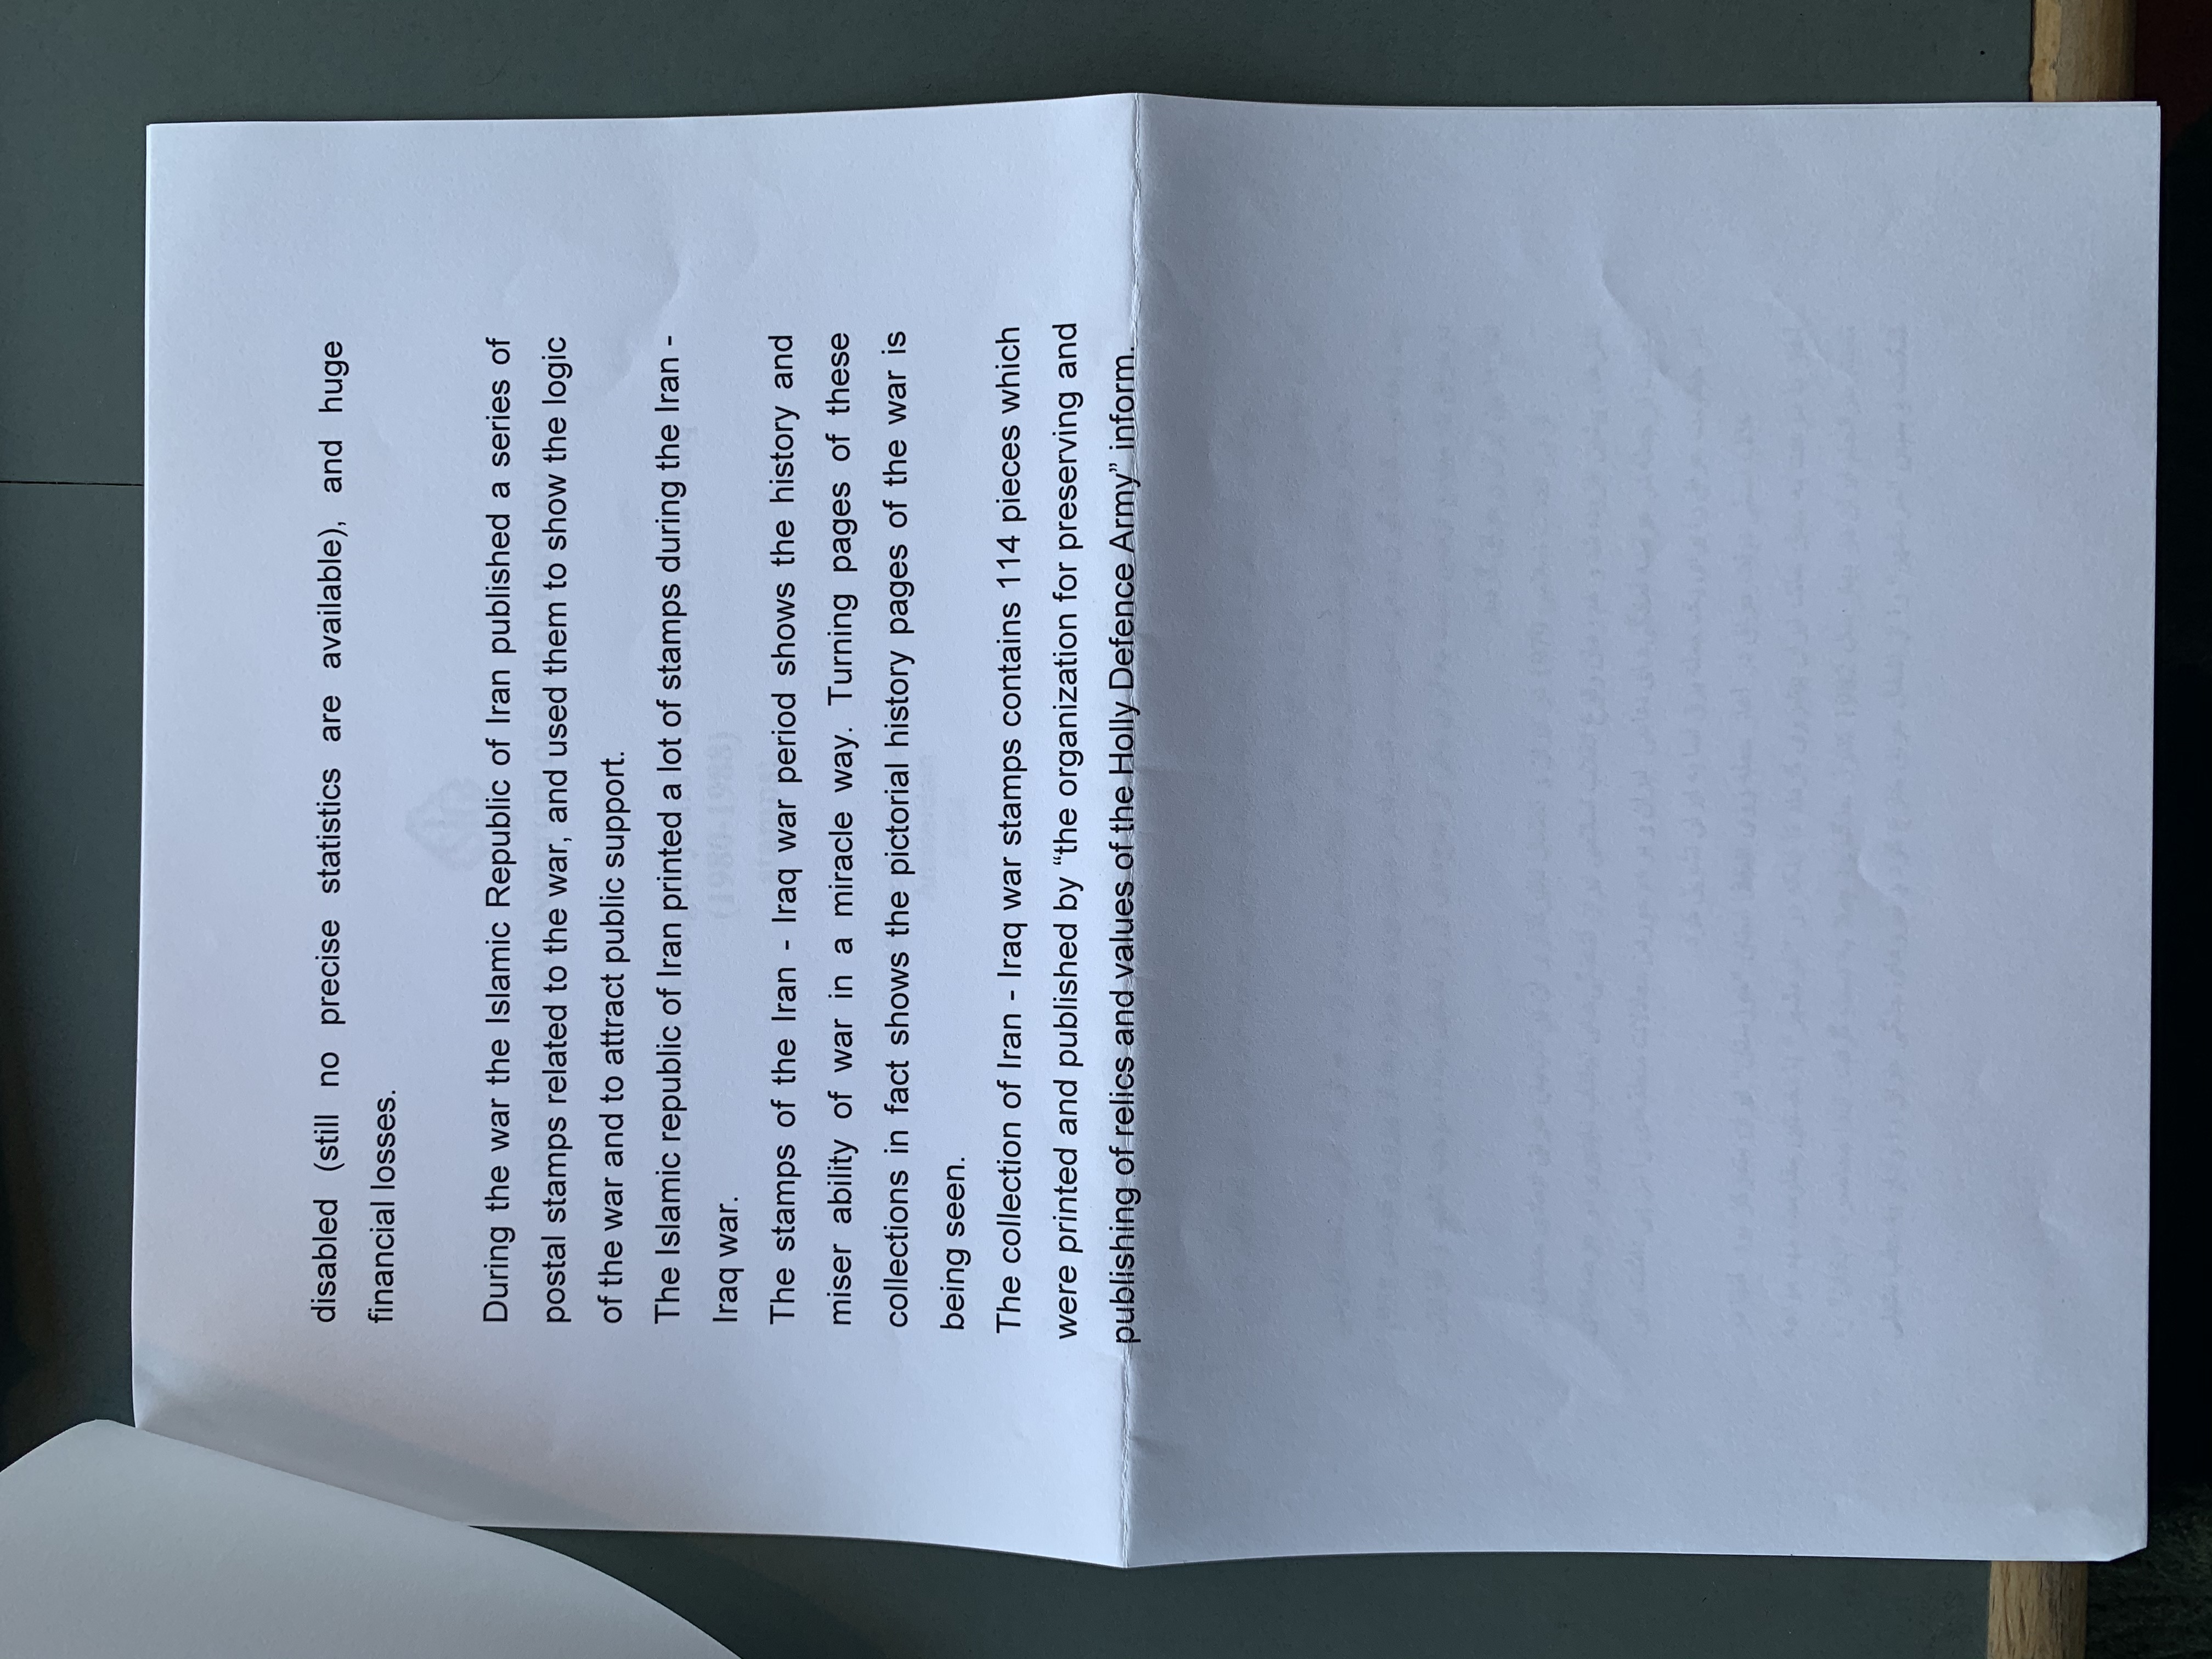 disabled (still no precise statistics are available), and huge
financial losses.
During the war the Islamic Republic of Iran published a series of
postal stamps related to the war, and used them to show the logic
of the war and to attract public support.
The Islamic republic of Iran printed a lot of stamps during the Iran -
Iraq war.
The stamps of the Iran - Iraq war period shows the history and
miser ability of war in a miracle way. Turning pages of these
collections in fact shows the pictorial history pages of the war is
being seen.
The collection of Iran - Iraq war stamps contains 114 pieces which
were printed and published by “the organization for preserving and
publishing of relics and values of the Holly Defence Army” inform.